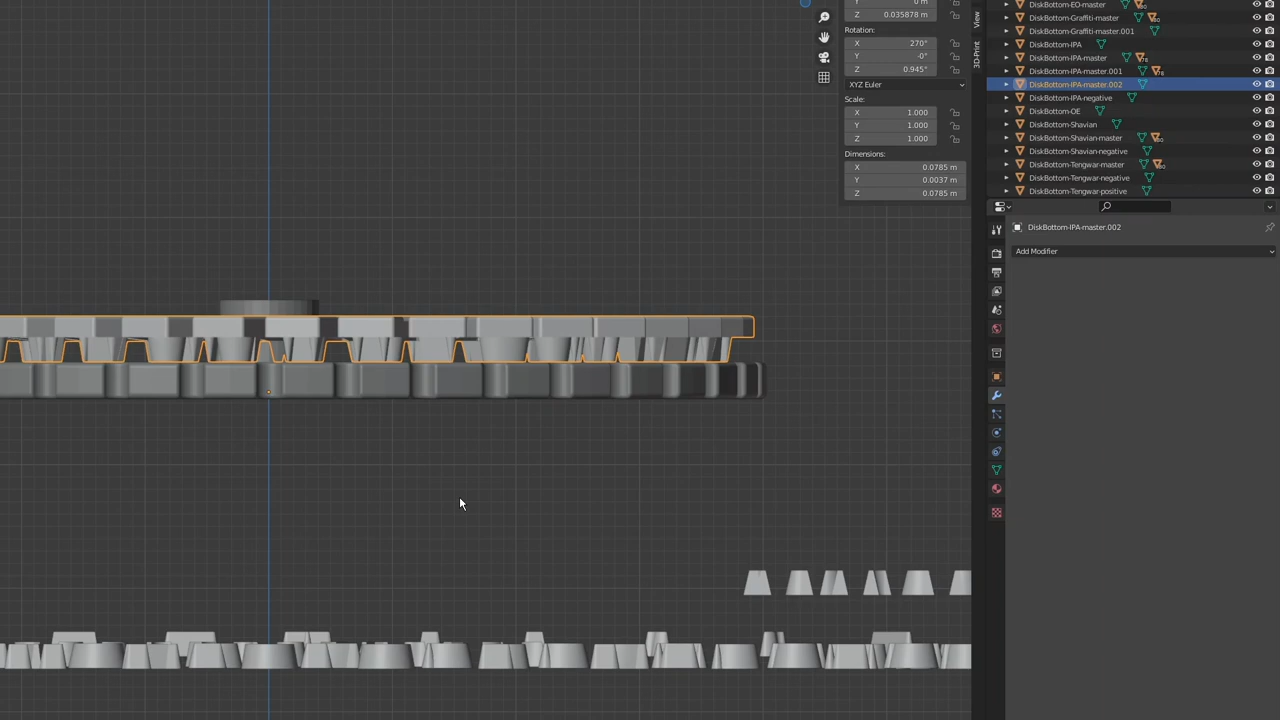 Y 0 m
Z 0.035878 m
Rotation:
X 270°
Y -0°
Z 0.945°
XYZ Euler
Scale:
X 1.000
Y 1.000
Z 1.000
Dimensions:
X 0.0785 m
Y 0.0037 m
Z 0.0785 m
View
3D-Print
DiskBottom-EO-master
DiskBottom-Graffiti-master
DiskBottom-Graffiti-master.001
DiskBottom-IPA
DiskBottom-IPA-master
DiskBottom-IPA-master.001
DiskBottom-IPA-master.002
DiskBottom-IPA-negative
DiskBottom-OE
DiskBottom-Shavian
DiskBottom-Shavian-master
DiskBottom-Shavian-negative
DiskBottom-Tengwar-master
DiskBottom-Tengwar-negative
DiskBottom-Tengwar-positive
DiskBottom-IPA-master.002
Add Modifier